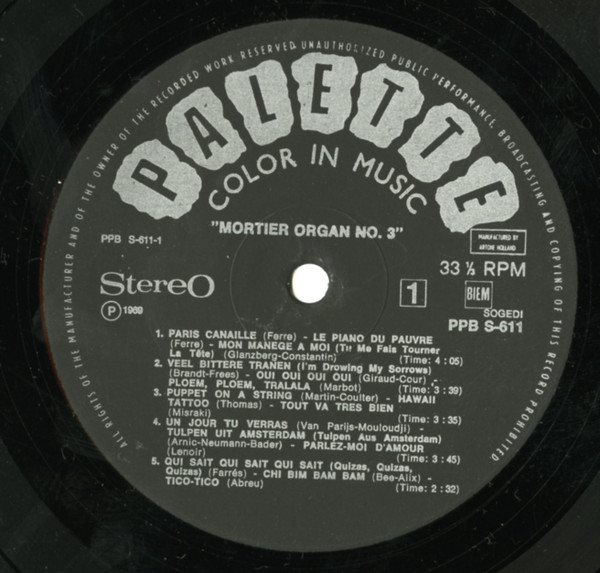 ALL RIGHTS OF THE MANUFACTURER AND OF THE OWNER OF THE RECORDED WORK RESERVED UNAUTHORIZED PUBLIC PERFORMANCE, BROADCASTING AND COPYING OF THIS RECORD PROHIBITED
PALETTE
COLOR IN MUSIC
"MORTIER ORGAN NO. 3"
PPB S-611-1
MANUFACTURED BY
ARTONE HOLLAND
Stereo
33 ⅓ RPM
P 1969
1
BIEM
SOGEDI
PPB S-611
1. PARIS CANAILLE (Ferre) - LE PIANO DU PAUVRE
(Ferre) - MON MANEGE A MOI (Tu Me Fais Tourner
La Tête) (Glanzberg-Constantin) (Time: 4:05)
2. VEEL BITTERE TRANEN (I'm Drowing My Sorrows)
(Brandt-Frees) - OUI OUI OUI OUI (Giraud-Cour) -
PLOEM, PLOEM, TRALALA (Marbot) (Time: 3:39)
3. PUPPET ON A STRING (Martin-Coulter) - HAWAII
TATTOO (Thomas) - TOUT VA TRES BIEN
(Misraki) (Time: 3:35)
4. UN JOUR TU VERRAS (Van Parijs-Mouloudji) -
TULPEN UIT AMSTERDAM (Tulpen Aus Amsterdam)
(Arnic-Neumann-Bader) - PARLEZ-MOI D'AMOUR
(Lenoir) (Time: 3:45)
5. QUI SAIT QUI SAIT QUI SAIT (Quizas, Quizas,
Quizas) (Farrés) - CHI BIM BAM BAM (Bee-Alix) -
TICO-TICO (Abreu) (Time: 2:32)